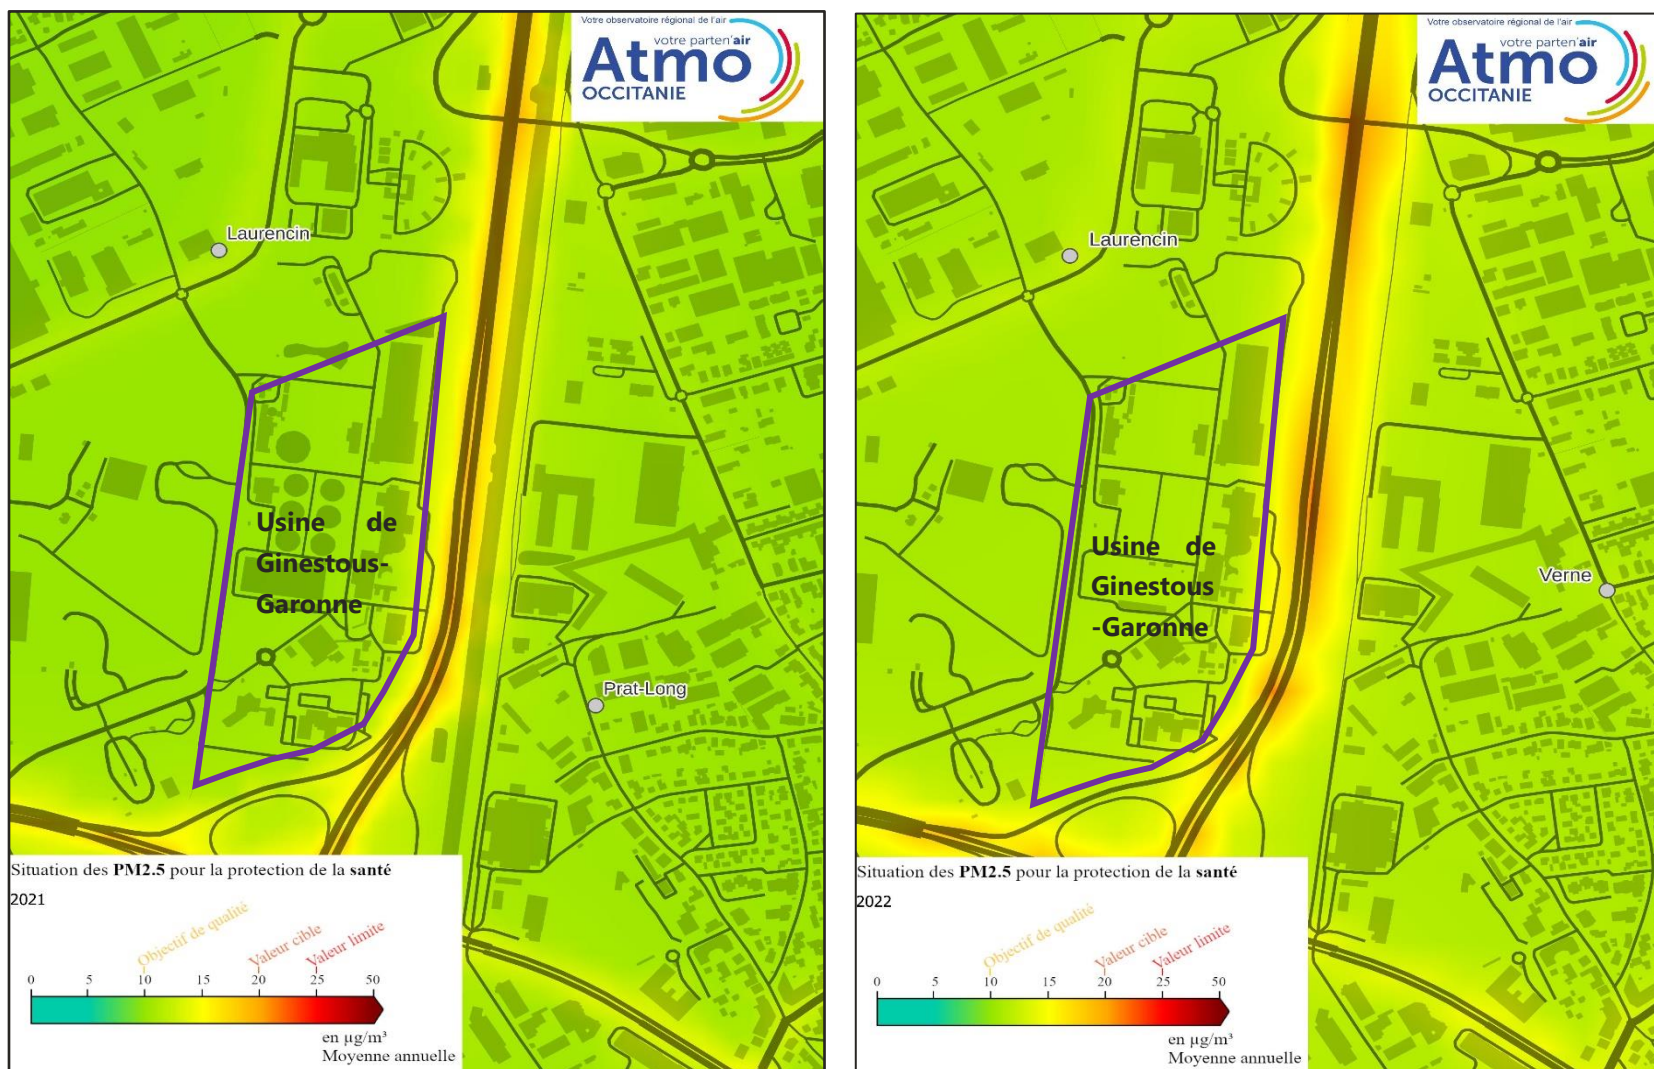 Votre observatoire régional de l'air
votre parten'air
Atmo
OCCITANIE
Laurencin
Usine de
Ginestous-
Garonne
Prat-Long
Situation des PM2.5 pour la protection de la santé
2021
Objectif de qualité
Valeur cible
Valeur limite
0 5 10 15 20 25 50
en µg/m³
Moyenne annuelle
Votre observatoire régional de l'air
votre parten'air
Atmo
OCCITANIE
Laurencin
Usine de
Ginestous
-Garonne
Verne
Situation des PM2.5 pour la protection de la santé
2022
Objectif de qualité
Valeur cible
Valeur limite
0 5 10 15 20 25 50
en µg/m³
Moyenne annuelle